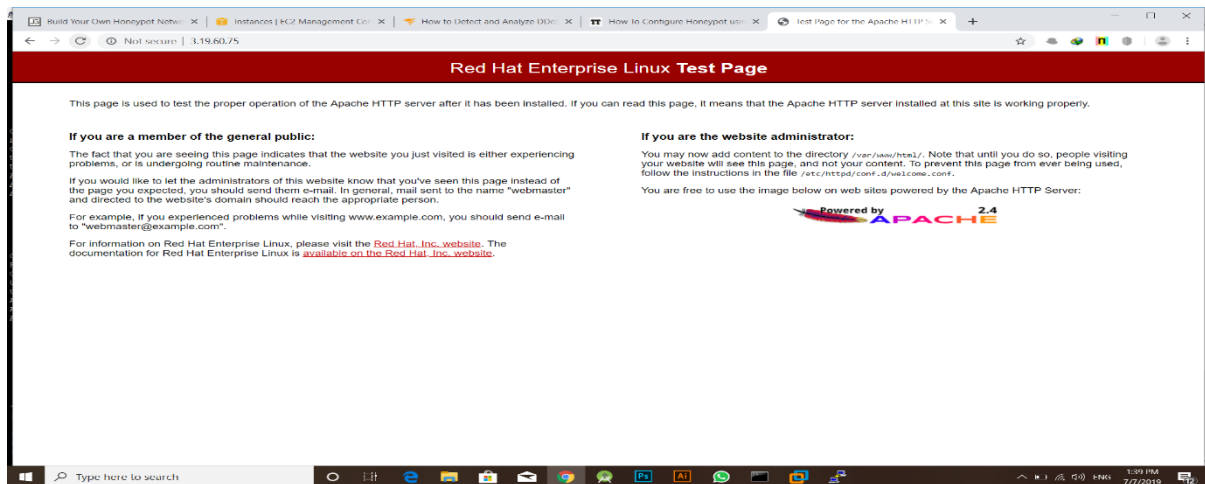 Build Your Own Honeypot Netwo
Instances | EC2 Management Con
How to Detect and Analyze DDoS
How To Configure Honeypot usin
Test Page for the Apache HTTP S
Not secure | 3.19.60.75
Red Hat Enterprise Linux Test Page
This page is used to test the proper operation of the Apache HTTP server after it has been installed. If you can read this page, it means that the Apache HTTP server installed at this site is working properly.
If you are a member of the general public:
The fact that you are seeing this page indicates that the website you just visited is either experiencing
problems, or is undergoing routine maintenance.
If you would like to let the administrators of this website know that you've seen this page instead of
the page you expected, you should send them e-mail. In general, mail sent to the name "webmaster"
and directed to the website's domain should reach the appropriate person.
For example, if you experienced problems while visiting www.example.com, you should send e-mail
to "webmaster@example.com".
For information on Red Hat Enterprise Linux, please visit the Red Hat, Inc. website. The
documentation for Red Hat Enterprise Linux is available on the Red Hat, Inc. website.
If you are the website administrator:
You may now add content to the directory /var/www/html/. Note that until you do so, people visiting
your website will see this page, and not your content. To prevent this page from ever being used,
follow the instructions in the file /etc/httpd/conf.d/welcome.conf.
You are free to use the image below on web sites powered by the Apache HTTP Server:
Powered by 2.4
APACHE
Type here to search
Ps
Ai
ENG
1:39 PM
7/7/2019